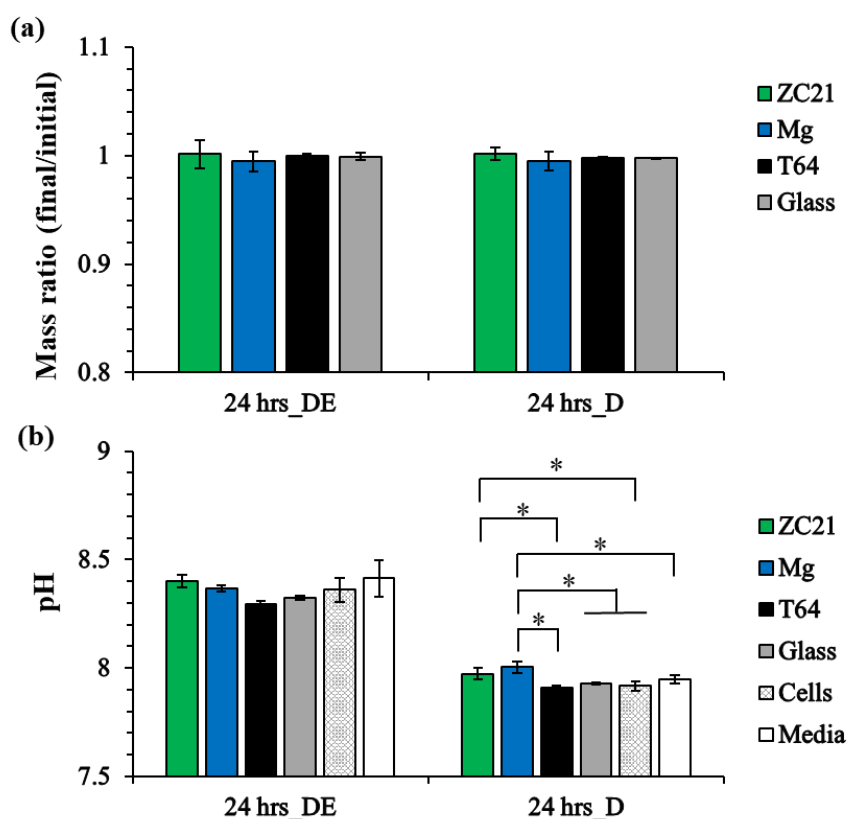 (a)
Mass ratio (final/initial)
1.1
1
0.9
0.8
24 hrs_DE
24 hrs_D
ZC21
Mg
T64
Glass
(b)
pH
9
8.5
8
7.5
*
*
*
*
*
24 hrs_DE
24 hrs_D
ZC21
Mg
T64
Glass
Cells
Media